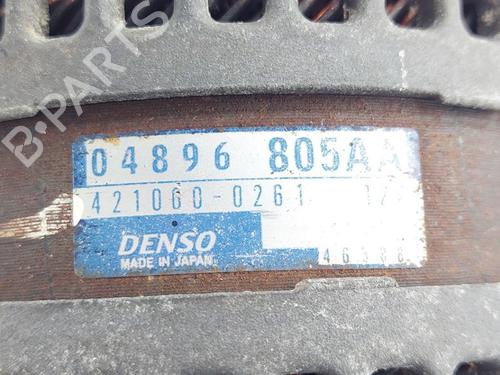 B-PARTS
04896 805AA
421060-0261
DENSO
MADE IN JAPAN